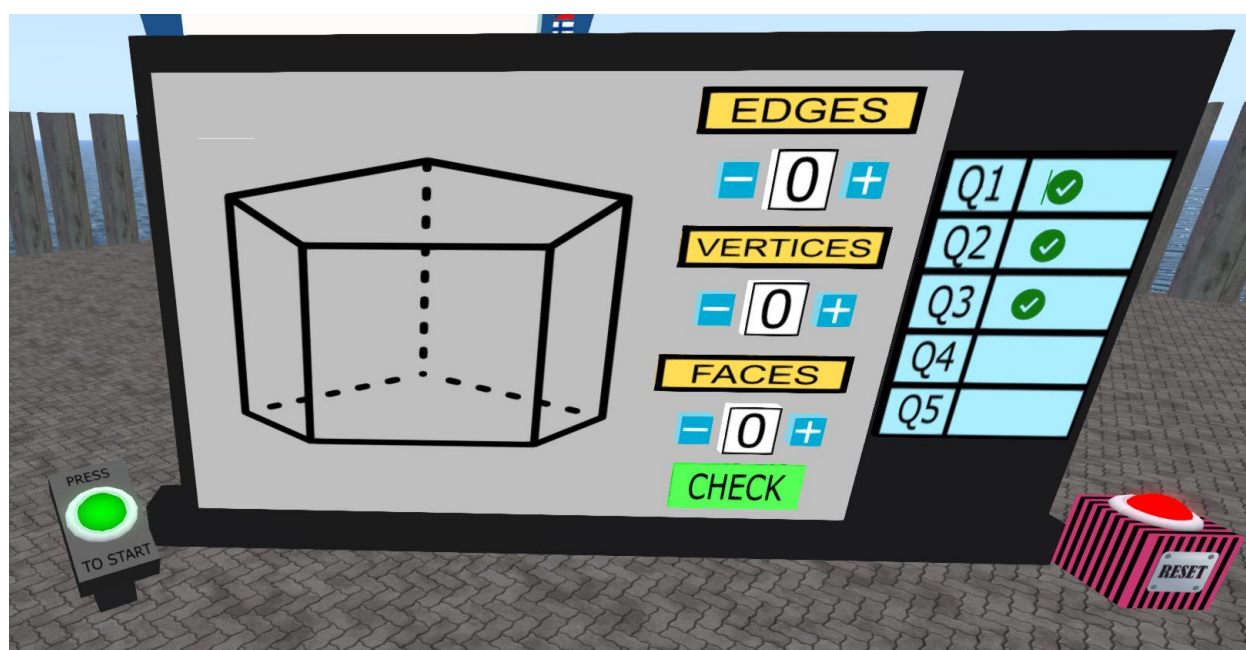 EDGES
− 0 +
VERTICES
− 0 +
FACES
− 0 +
CHECK
Q1
Q2
Q3
Q4
Q5
PRESS
TO START
RESET